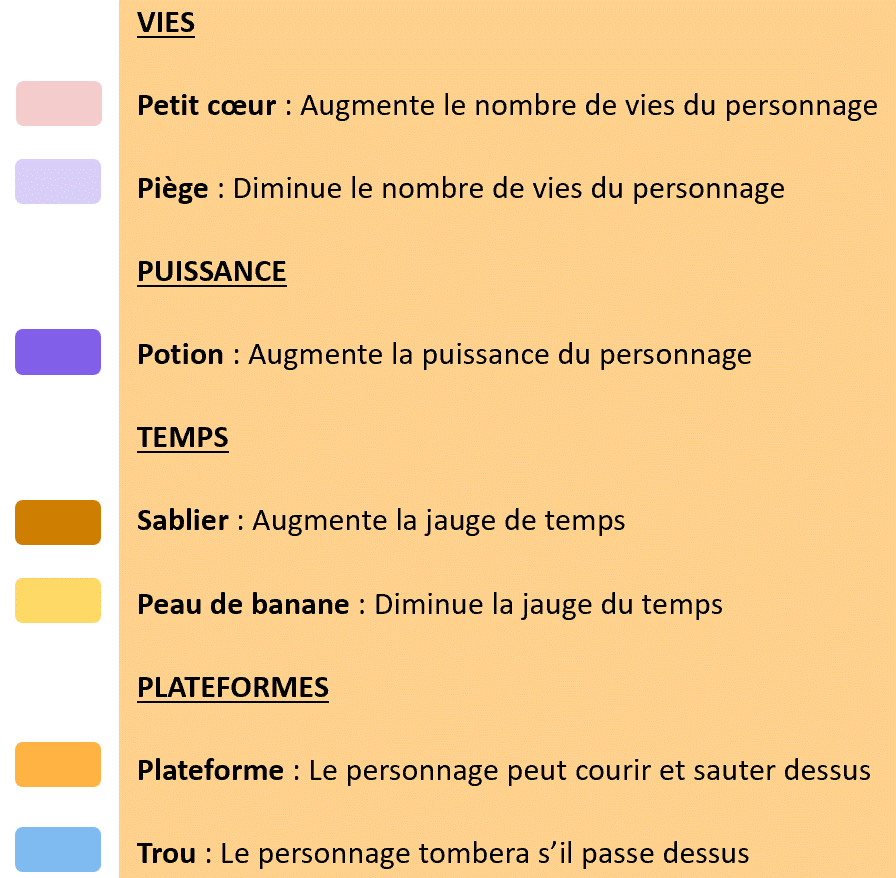 VIES
Petit cœur : Augmente le nombre de vies du personnage
Piège : Diminue le nombre de vies du personnage
PUISSANCE
Potion : Augmente la puissance du personnage
TEMPS
Sablier : Augmente la jauge de temps
Peau de banane : Diminue la jauge du temps
PLATEFORMES
Plateforme : Le personnage peut courir et sauter dessus
Trou : Le personnage tombera s’il passe dessus